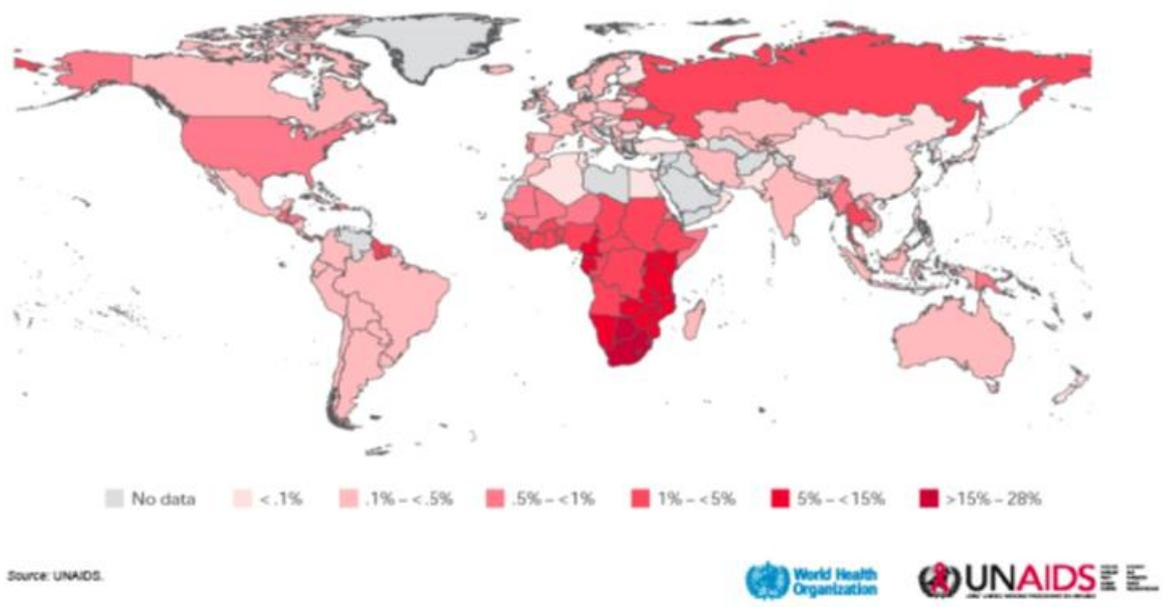 No data <.1% .1% – <.5% .5% – <1% 1% – <5% 5% – <15% >15% – 28%
Source: UNAIDS.
World Health
Organization
UNAIDS